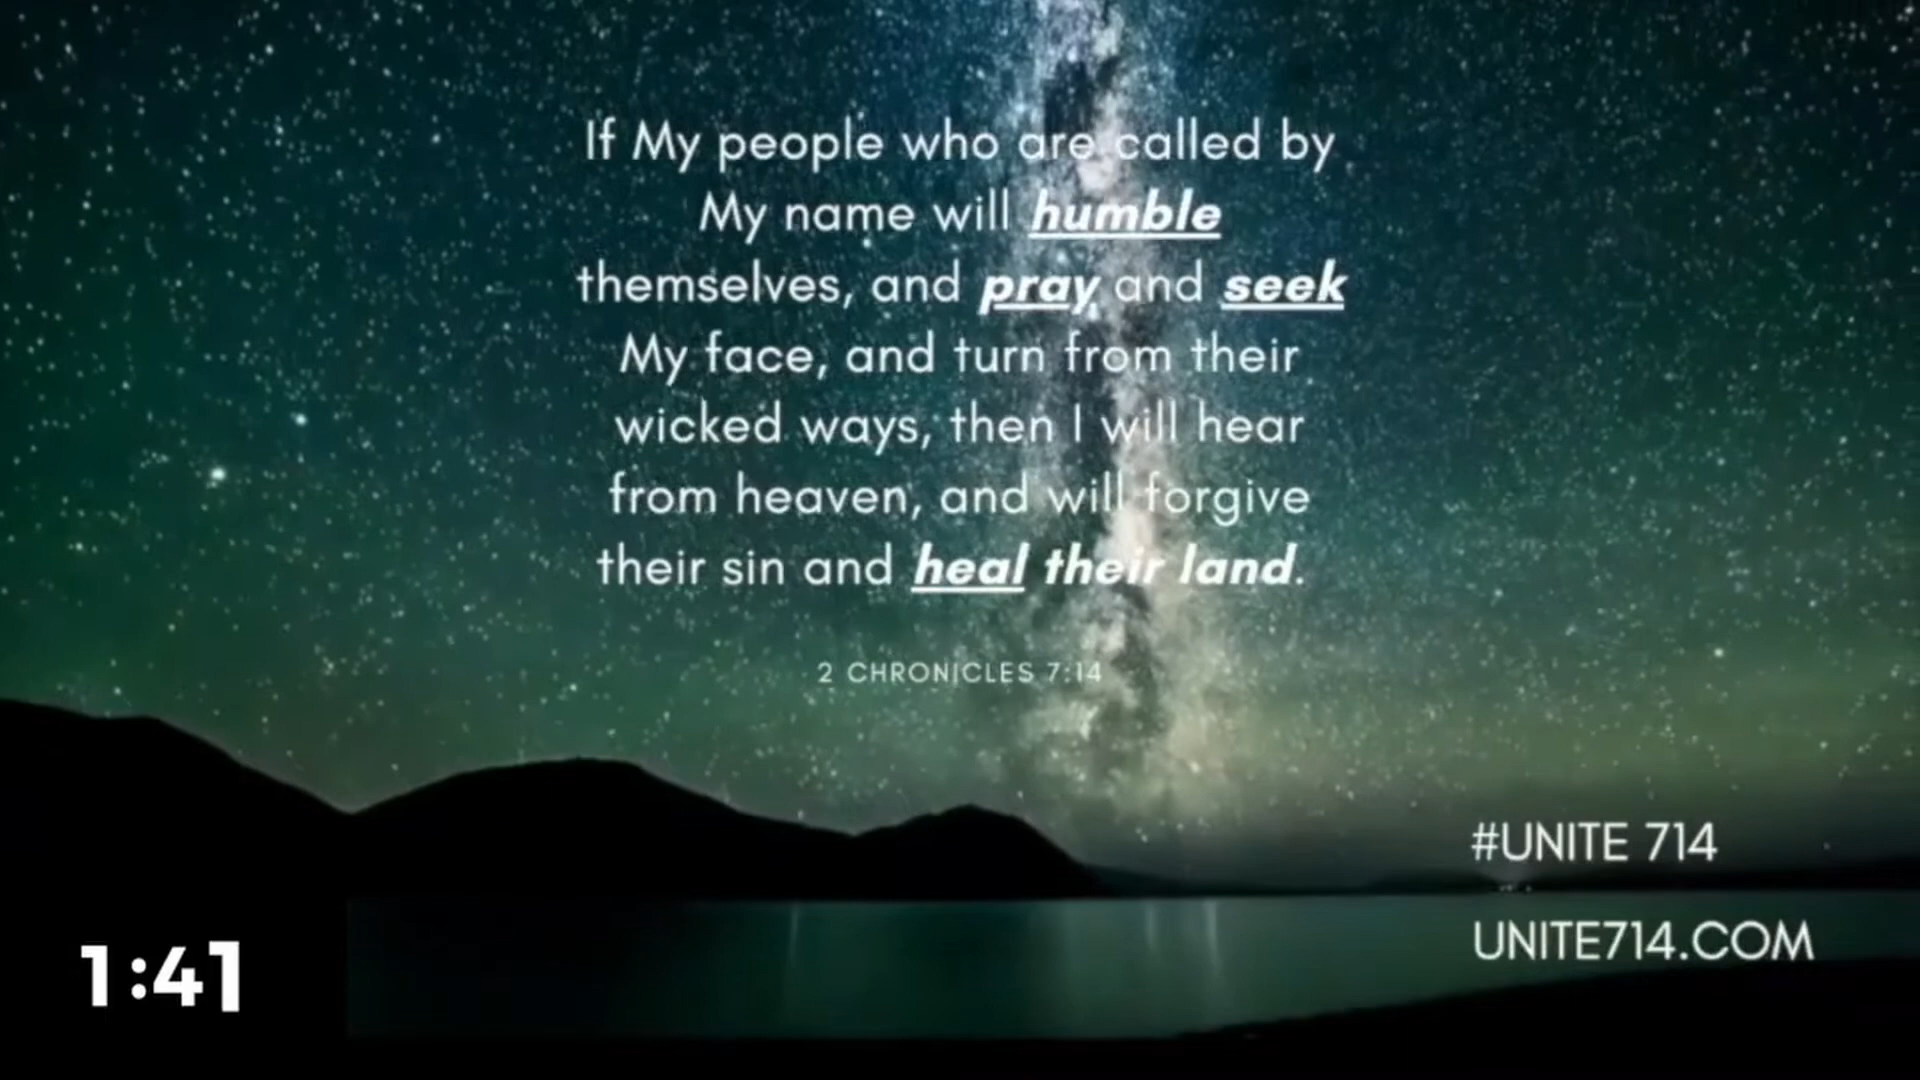 If My people who are called by
My name will humble
themselves, and pray and seek
My face, and turn from their
wicked ways, then I will hear
from heaven, and will forgive
their sin and heal their land.
2 CHRONICLES 7:14
#UNITE 714
UNITE714.COM
1:41